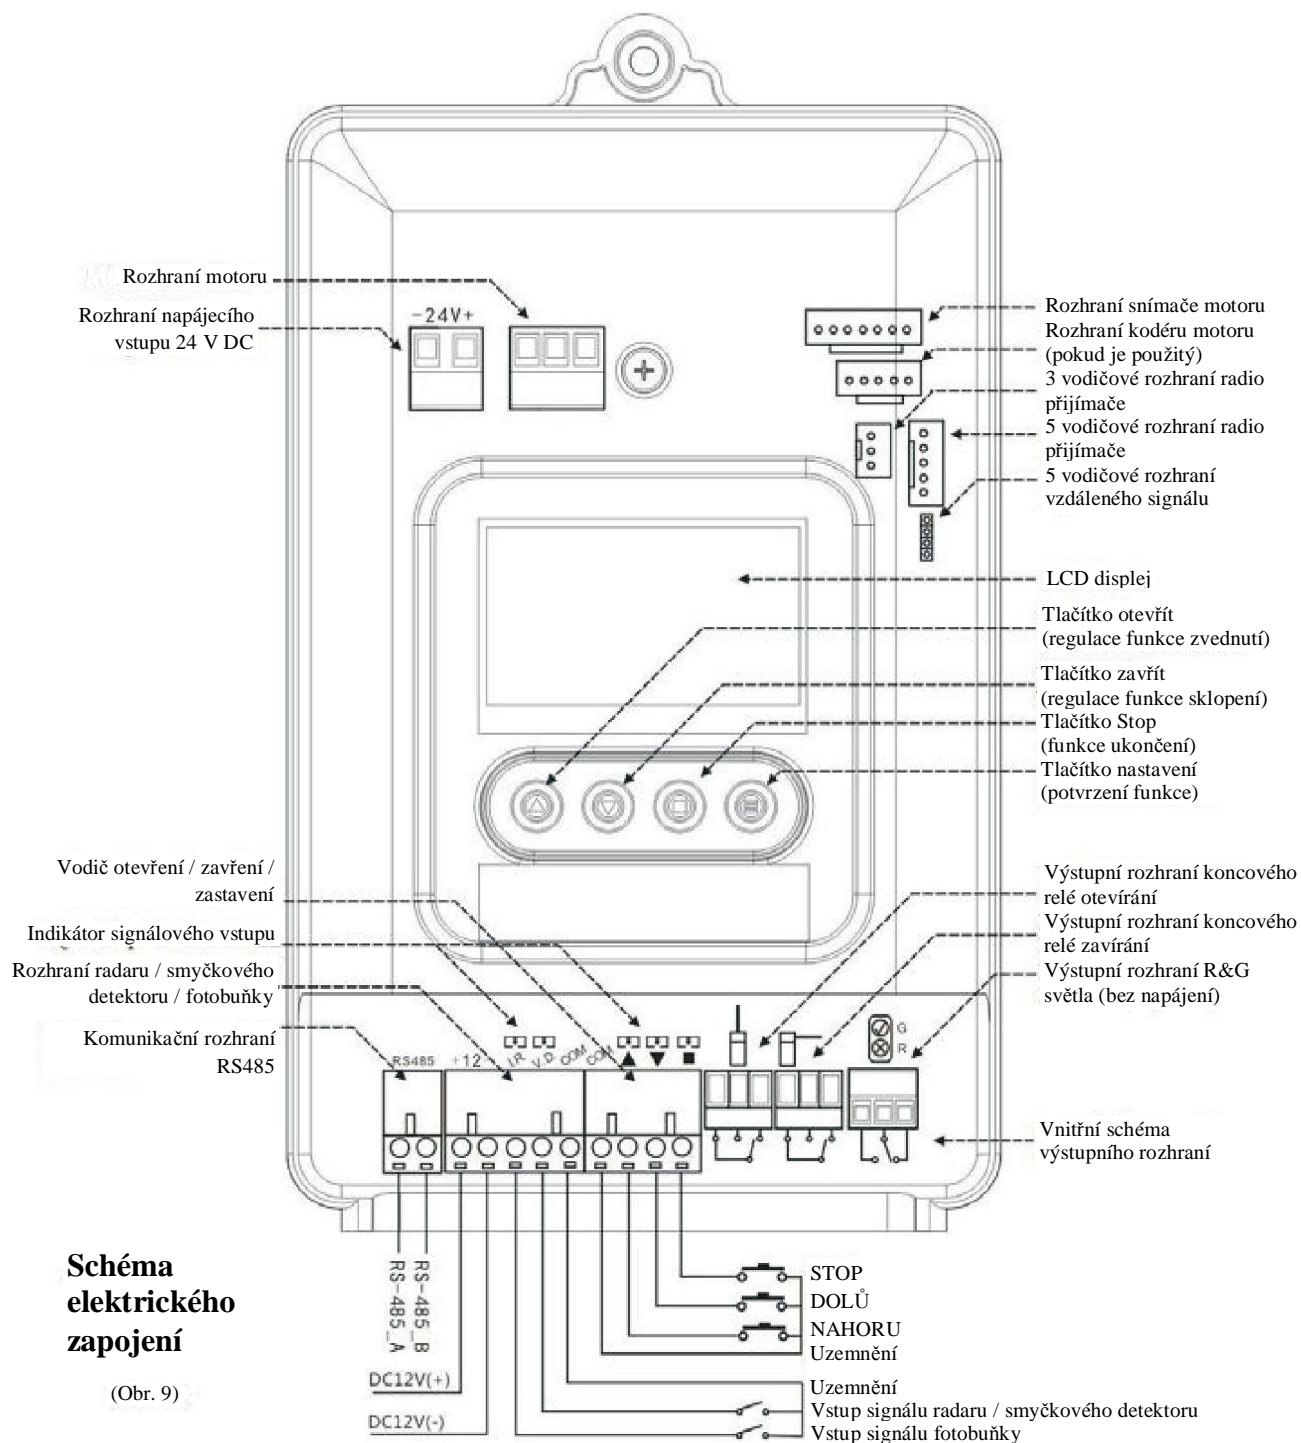 Rozhraní motoru
Rozhraní napájecího
vstupu 24 V DC
-24V+
Rozhraní snímače motoru
Rozhraní kodéru motoru
(pokud je použitý)
3 vodičové rozhraní radio
přijímače
5 vodičové rozhraní radio
přijímače
5 vodičové rozhraní
vzdáleného signálu
LCD displej
Tlačítko otevřít
(regulace funkce zvednutí)
Tlačítko zavřít
(regulace funkce sklopení)
Tlačítko Stop
(funkce ukončení)
Tlačítko nastavení
(potvrzení funkce)
Vodič otevření / zavření /
zastavení
Indikátor signálového vstupu
Rozhraní radaru / smyčkového
detektoru / fotobuňky
Komunikační rozhraní
RS485
Výstupní rozhraní koncového
relé otevírání
Výstupní rozhraní koncového
relé zavírání
Výstupní rozhraní R&G
světla (bez napájení)
Vnitřní schéma
výstupního rozhraní
RS485
+12-
I.R
V.D
COM
COM
▲
▼
■
G
R
RS-485_A
RS-485_B
DC12V(+)
DC12V(-)
STOP
DOLŮ
NAHORU
Uzemnění
Uzemnění
Vstup signálu radaru / smyčkového detektoru
Vstup signálu fotobuňky
Schéma
elektrického
zapojení
(Obr. 9)